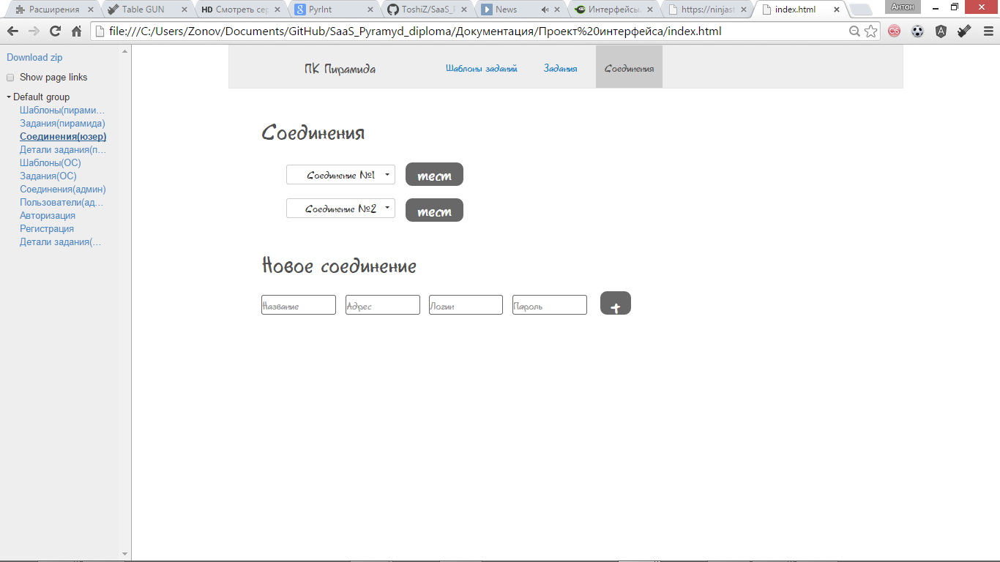 Расширения
Table GUN
HD Смотреть сер
PyrInt
ToshiZ/SaaS_
News
Интерфейсы.
https://ninjast
index.html
Антон
file:///C:/Users/Zonov/Documents/GitHub/SaaS_Pyramyd_diploma/Документация/Проект%20интерфейса/index.html
Download zip
Show page links
Default group
Шаблоны(пирами...
Задания(пирамида)
Соединения(юзер)
Детали задания(п...
Шаблоны(ОС)
Задания(ОС)
Соединения(админ)
Пользователи(ад...
Авторизация
Регистрация
Детали задания(...
ПК Пирамида
Шаблоны заданий
Задания
Соединения
Соединения
Соединение №1
тест
Соединение №2
тест
Новое соединение
Название
Адрес
Логин
Пароль
+